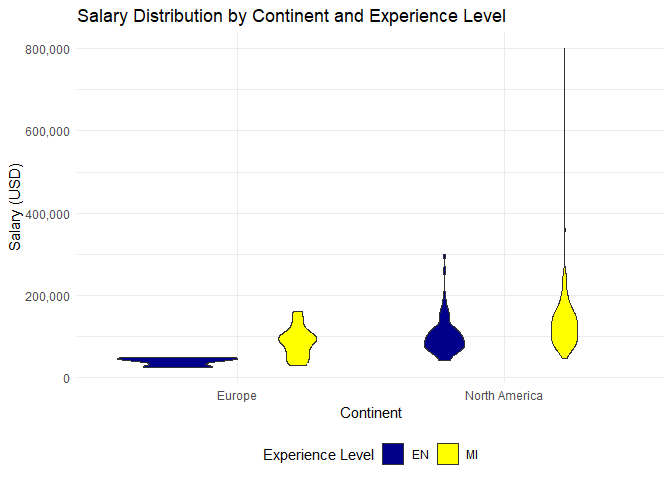 Salary Distribution by Continent and Experience Level
800,000
600,000
400,000
200,000
0
Salary (USD)
Europe
North America
Continent
Experience Level
EN
MI